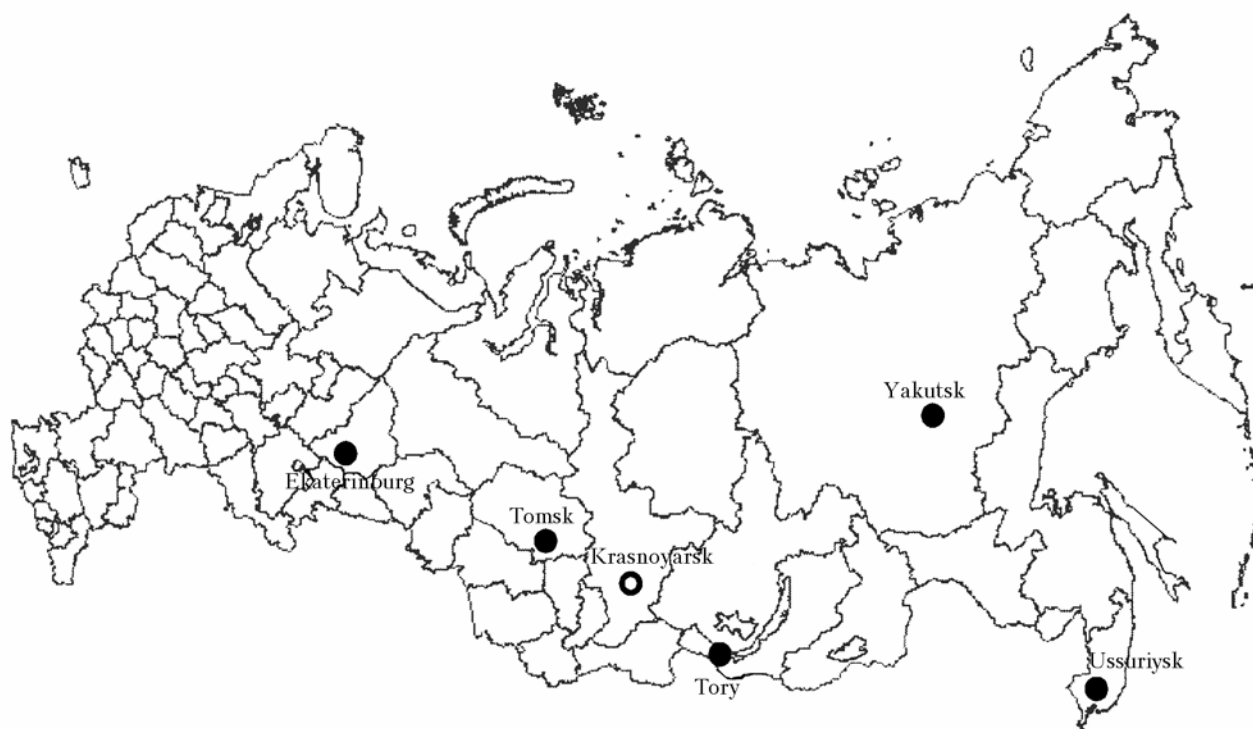 Yakutsk
Ekaterinburg
Tomsk
Krasnoyarsk
Ussuriysk
Tory